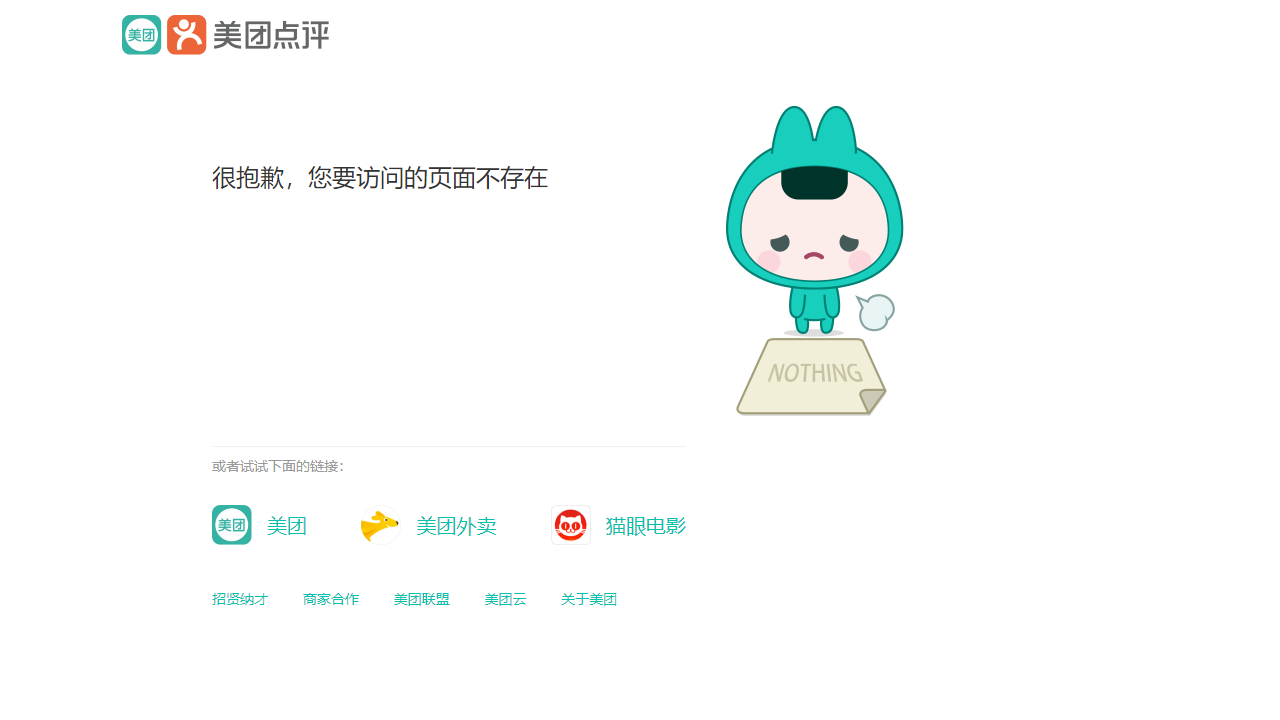 美团 美团点评
很抱歉，您要访问的页面不存在
NOTHING
或者试试下面的链接：
美团 美团 美团外卖 猫眼电影
招贤纳才 商家合作 美团联盟 美团云 关于美团